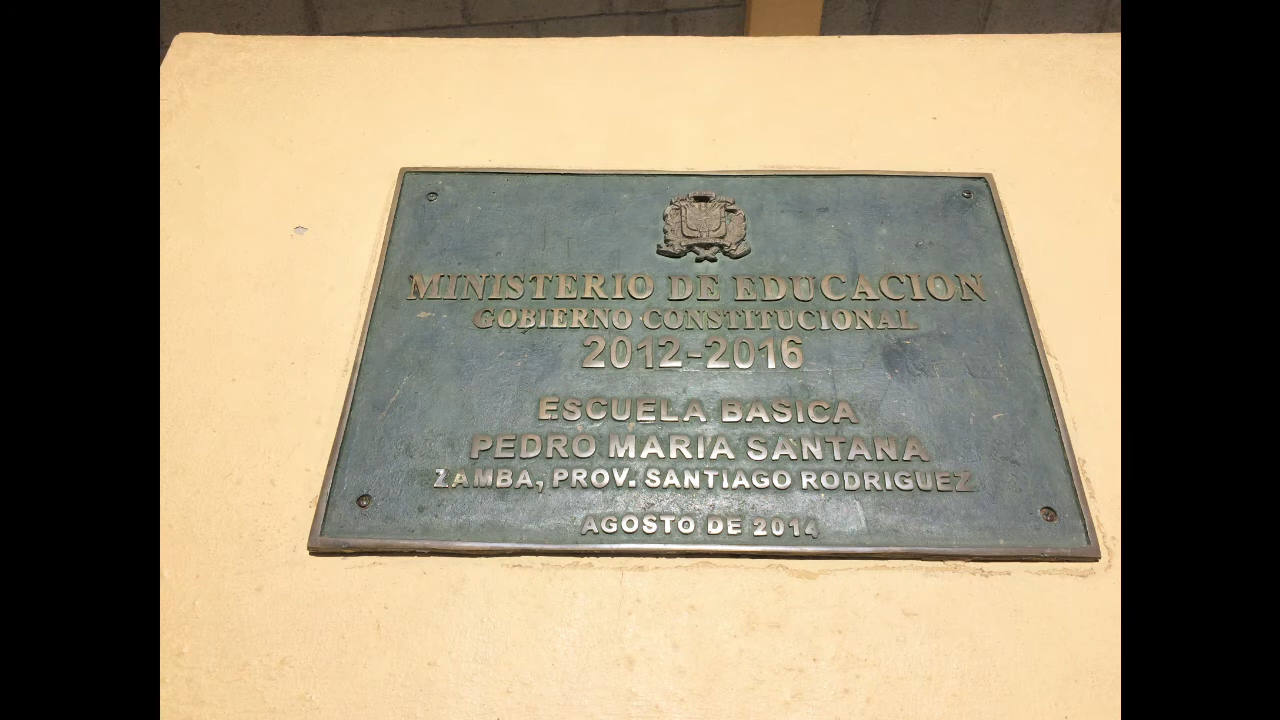 MINISTERIO DE EDUCACION
GOBIERNO CONSTITUCIONAL
2012-2016
ESCUELA BASICA
PEDRO MARIA SANTANA
ZAMBA, PROV. SANTIAGO RODRIGUEZ
AGOSTO DE 2014